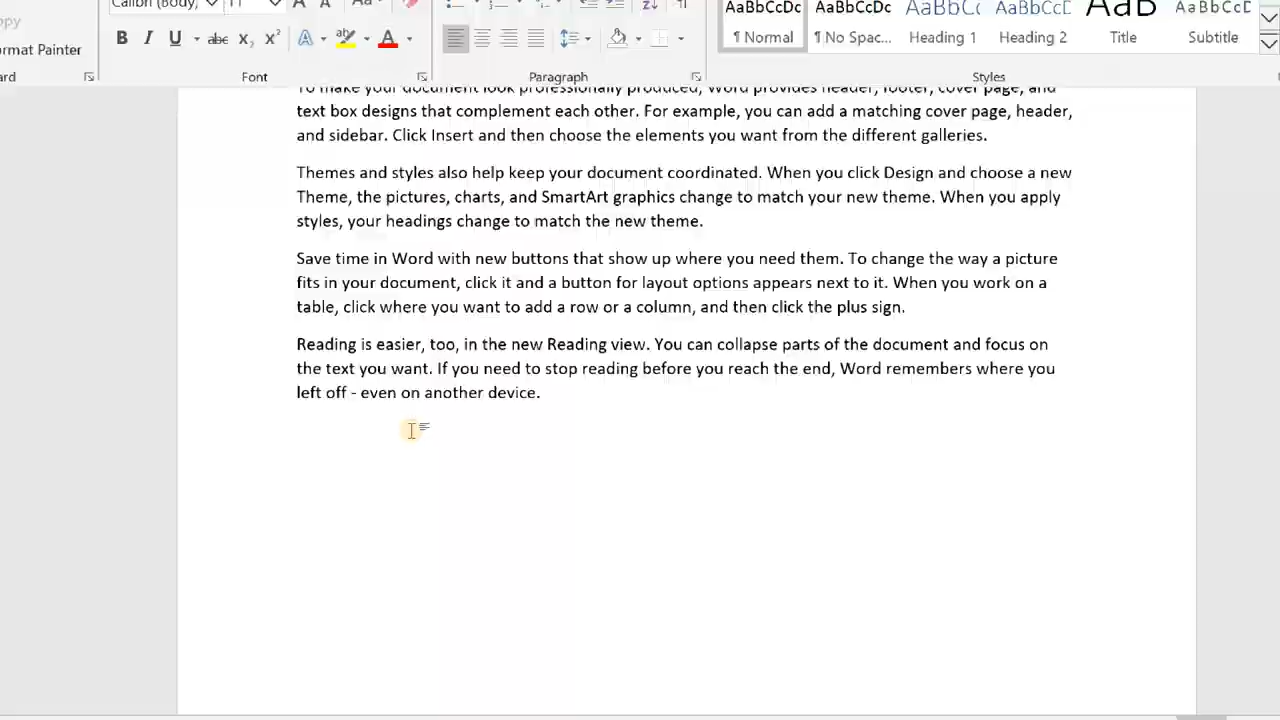 Calibri (Body) 11
opy
ormat Painter
B I U abc x₂ x² A A
ard Font Paragraph Styles
AaBbCcDc AaBbCcDc AaBbCc AaBbCcD AaB AaBbCcD
¶ Normal ¶ No Spac... Heading 1 Heading 2 Title Subtitle
To make your document look professionally produced, Word provides header, footer, cover page, and
text box designs that complement each other. For example, you can add a matching cover page, header,
and sidebar. Click Insert and then choose the elements you want from the different galleries.
Themes and styles also help keep your document coordinated. When you click Design and choose a new
Theme, the pictures, charts, and SmartArt graphics change to match your new theme. When you apply
styles, your headings change to match the new theme.
Save time in Word with new buttons that show up where you need them. To change the way a picture
fits in your document, click it and a button for layout options appears next to it. When you work on a
table, click where you want to add a row or a column, and then click the plus sign.
Reading is easier, too, in the new Reading view. You can collapse parts of the document and focus on
the text you want. If you need to stop reading before you reach the end, Word remembers where you
left off - even on another device.